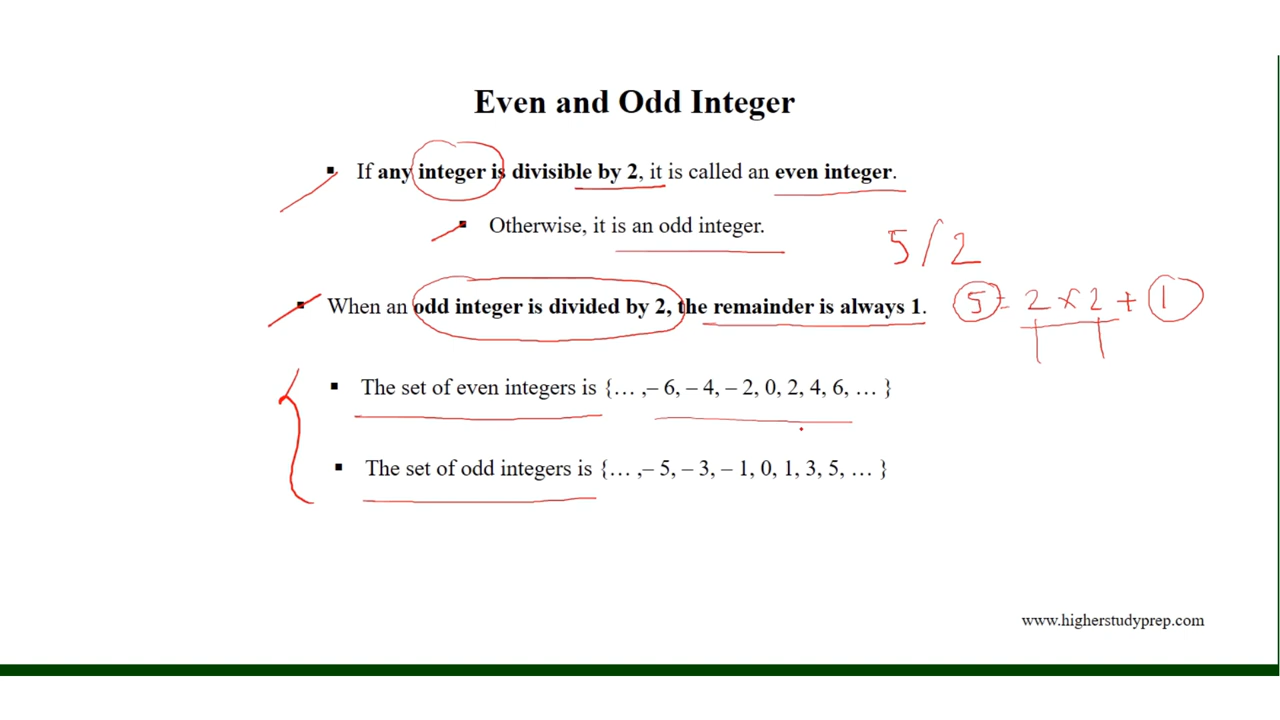 Even and Odd Integer
▪ If any integer is divisible by 2, it is called an even integer.
▪ Otherwise, it is an odd integer.
5/2
▪ When an odd integer is divided by 2, the remainder is always 1.
5 = 2 × 2 + 1
▪ The set of even integers is {… ,– 6, – 4, – 2, 0, 2, 4, 6, … }
▪ The set of odd integers is {… ,– 5, – 3, – 1, 0, 1, 3, 5, … }
www.higherstudyprep.com